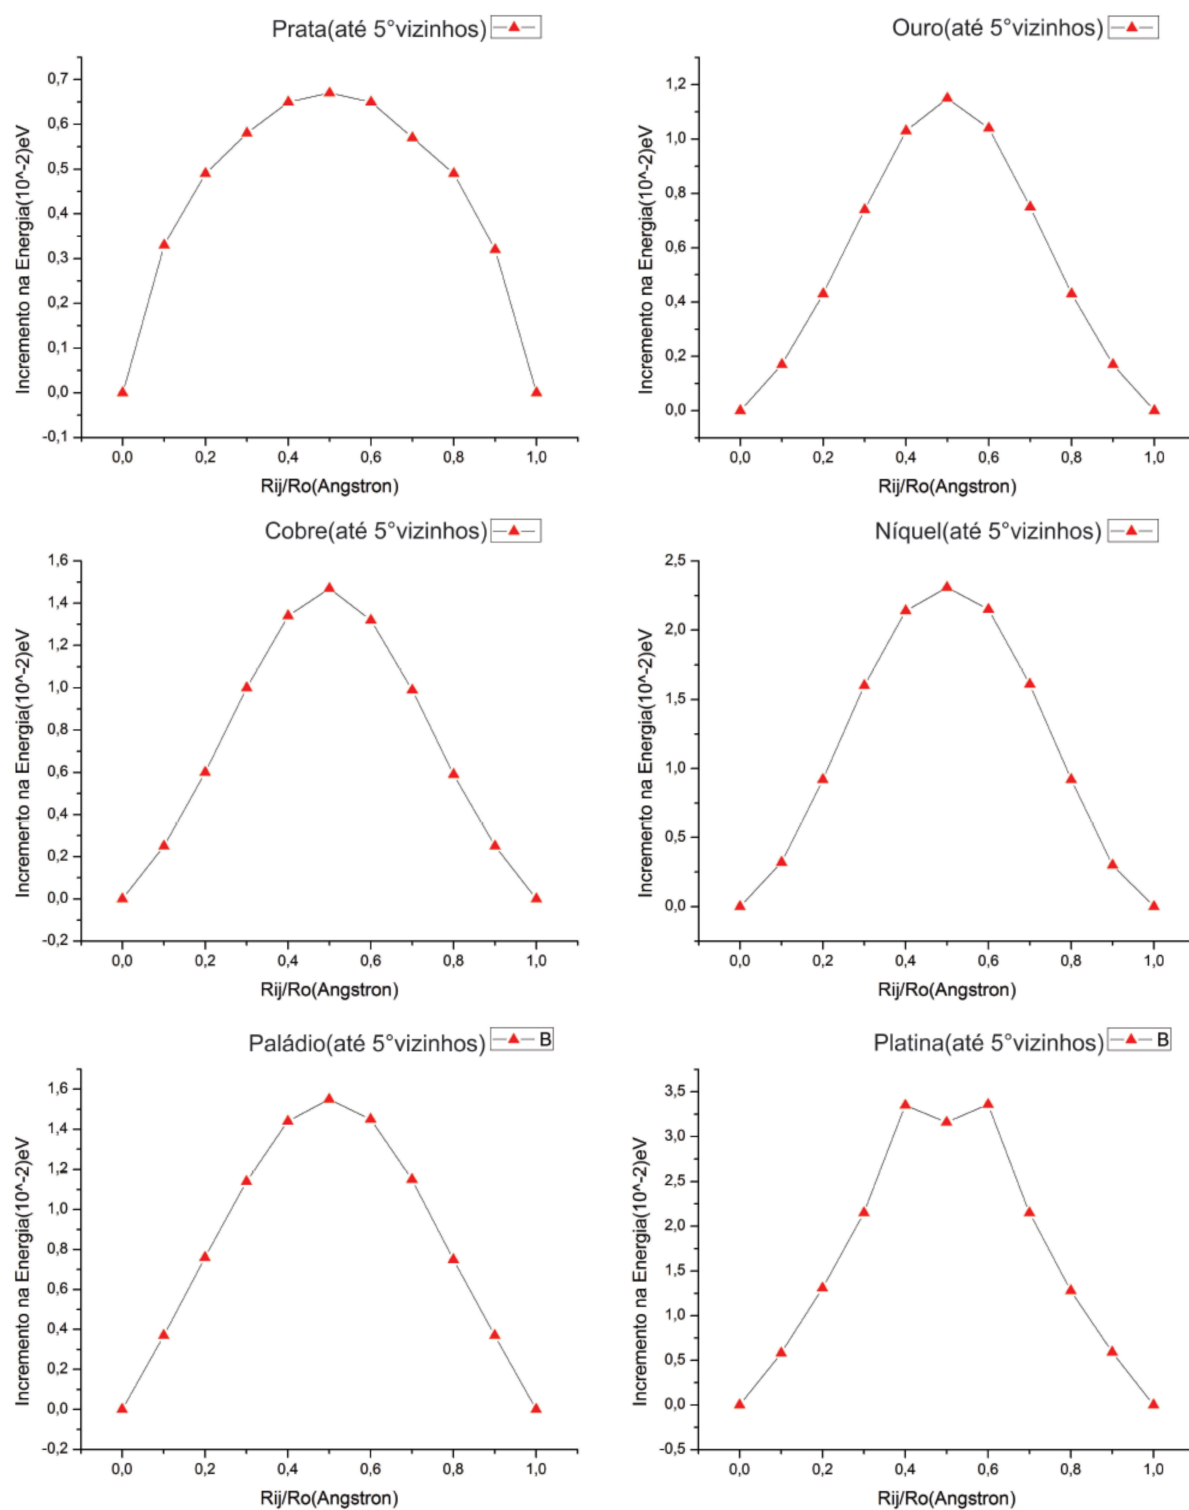 Prata(até 5°vizinhos)
Incremento na Energia(10^-2)eV
0,7
0,6
0,5
0,4
0,3
0,2
0,1
0,0
-0,1
0,0 0,2 0,4 0,6 0,8 1,0
Rij/Ro(Angstron)
Ouro(até 5°vizinhos)
Incremento na Energia(10^-2)eV
1,2
1,0
0,8
0,6
0,4
0,2
0,0
0,0 0,2 0,4 0,6 0,8 1,0
Rij/Ro(Angstron)
Cobre(até 5°vizinhos)
Incremento na Energia(10^-2)eV
1,6
1,4
1,2
1,0
0,8
0,6
0,4
0,2
0,0
-0,2
0,0 0,2 0,4 0,6 0,8 1,0
Rij/Ro(Angstron)
Níquel(até 5°vizinhos)
Incremento na Energia(10^-2)eV
2,5
2,0
1,5
1,0
0,5
0,0
0,0 0,2 0,4 0,6 0,8 1,0
Rij/Ro(Angstron)
Paládio(até 5°vizinhos) B
Incremento na Energia(10^-2)eV
1,6
1,4
1,2
1,0
0,8
0,6
0,4
0,2
0,0
-0,2
0,0 0,2 0,4 0,6 0,8 1,0
Rij/Ro(Angstron)
Platina(até 5°vizinhos) B
Incremento na Energia(10^-2)eV
3,5
3,0
2,5
2,0
1,5
1,0
0,5
0,0
-0,5
0,0 0,2 0,4 0,6 0,8 1,0
Rij/Ro(Angstron)